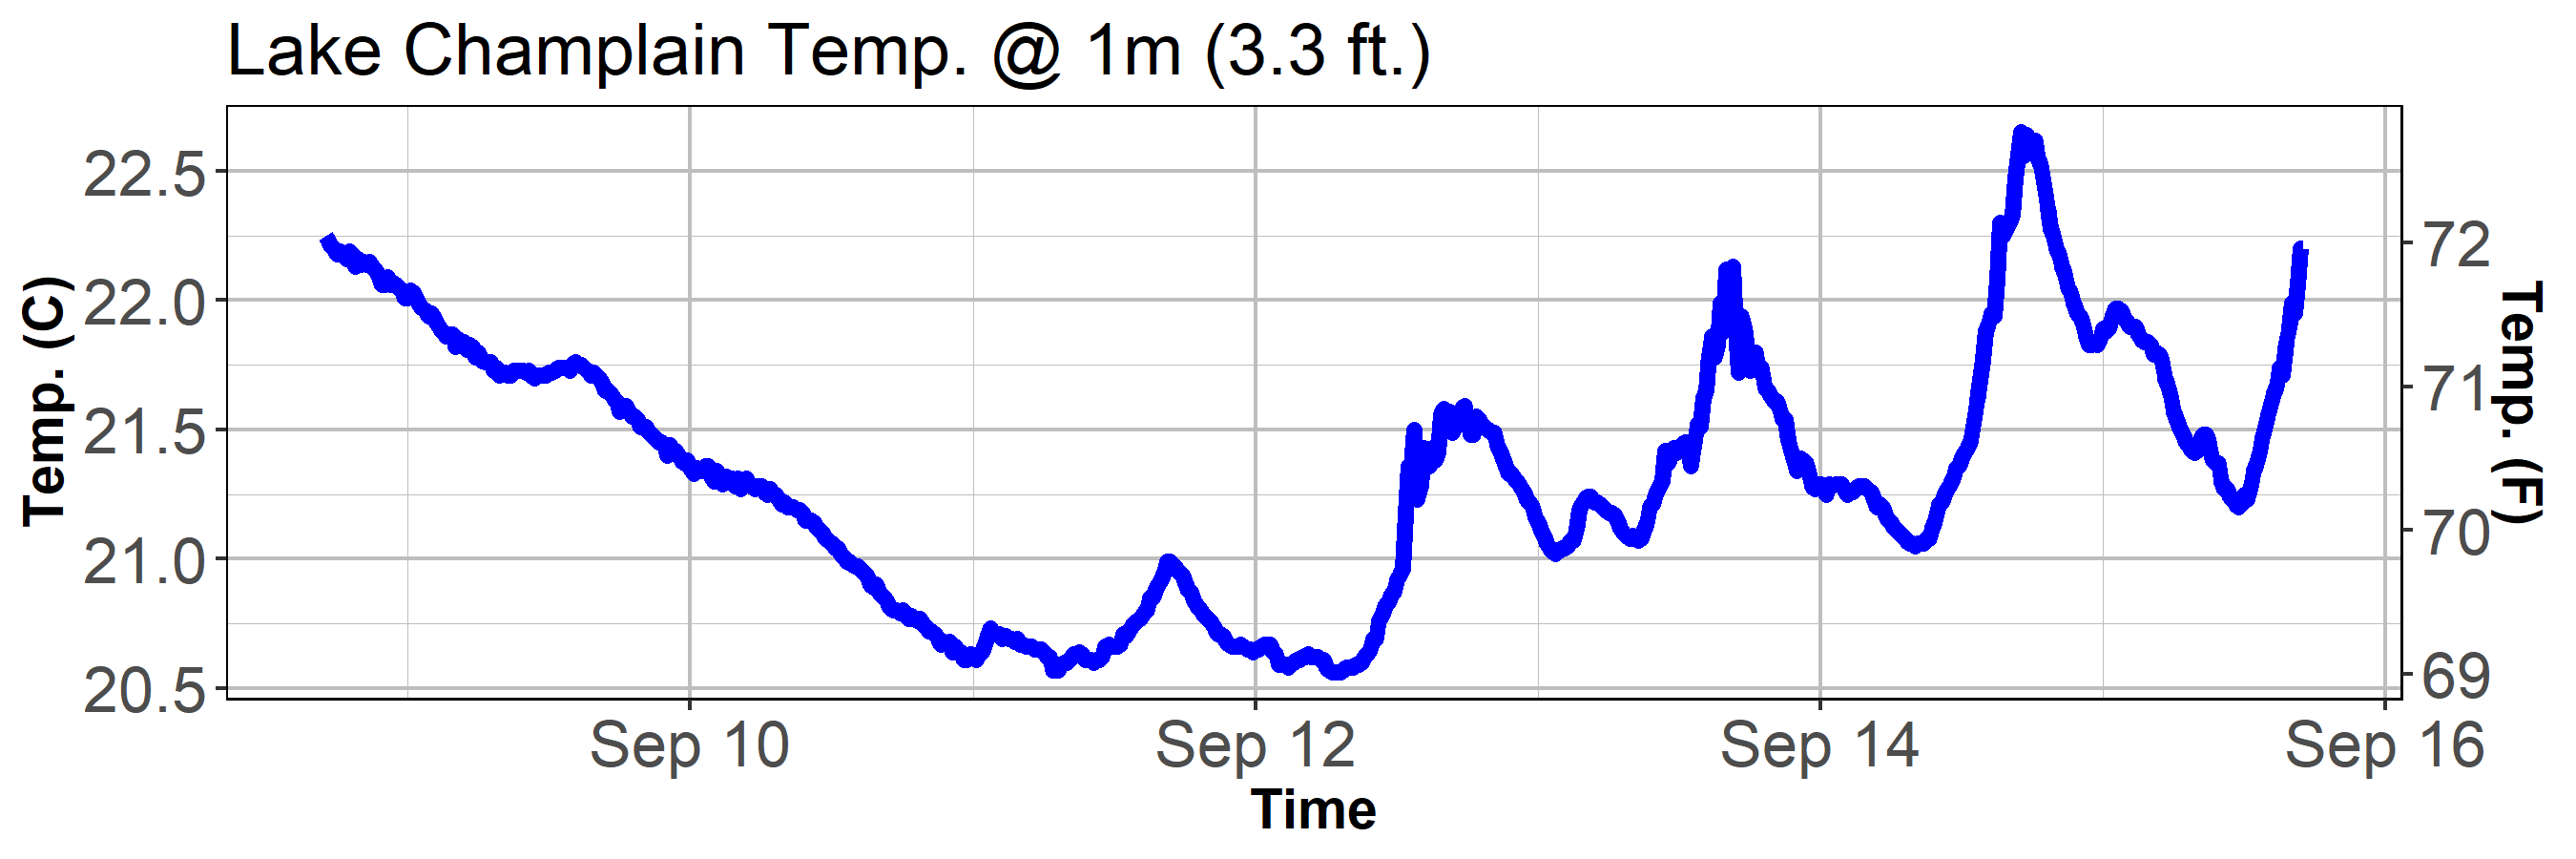 Lake Champlain Temp. @ 1m (3.3 ft.)
Temp. (C)
22.5
22.0
21.5
21.0
20.5
72
71
70
69
Temp. (F)
Sep 10
Sep 12
Sep 14
Sep 16
Time